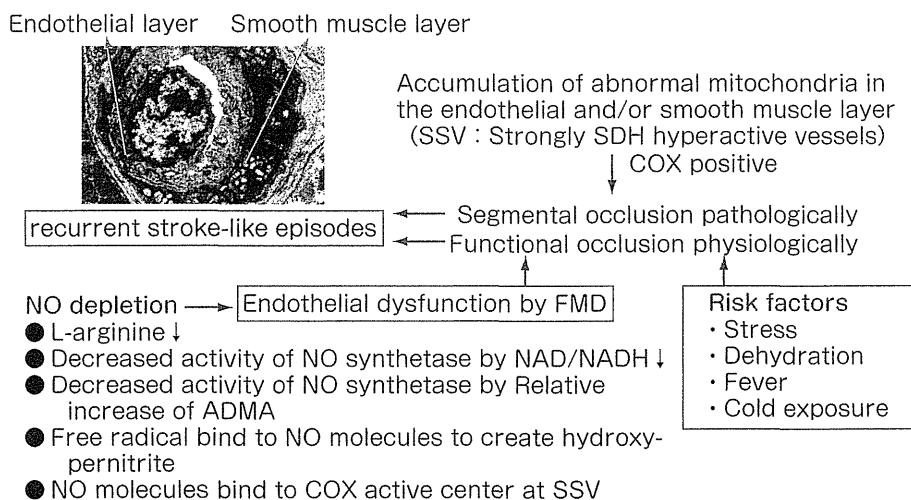 Endothelial layer Smooth muscle layer
Accumulation of abnormal mitochondria in
the endothelial and/or smooth muscle layer
(SSV : Strongly SDH hyperactive vessels)
↓ COX positive
recurrent stroke-like episodes
← Segmental occlusion pathologically
← Functional occlusion physiologically
NO depletion → Endothelial dysfunction by FMD
● L-arginine ↓
● Decreased activity of NO synthetase by NAD/NADH ↓
● Decreased activity of NO synthetase by Relative
increase of ADMA
● Free radical bind to NO molecules to create hydroxy-
pernitrite
● NO molecules bind to COX active center at SSV
Risk factors
・Stress
・Dehydration
・Fever
・Cold exposure